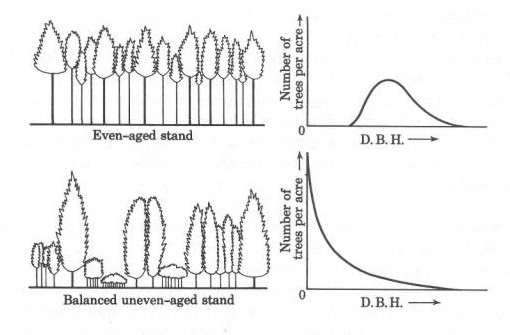 Number of
trees per acre
0
D. B. H.
Even-aged stand
Number of
trees per acre
0
D. B. H.
Balanced uneven-aged stand